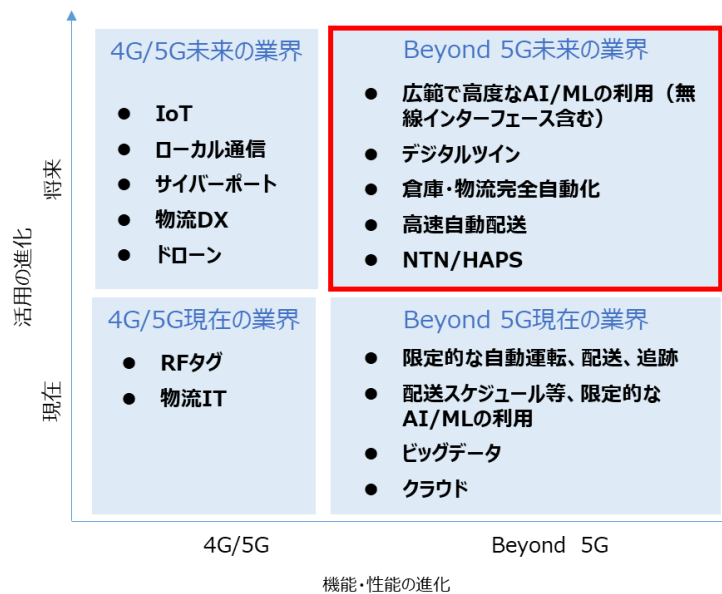 4G/5G未来の業界
● IoT
● ローカル通信
● サイバーポート
● 物流DX
● ドローン
Beyond 5G未来の業界
● 広範で高度なAI/MLの利用（無
線インターフェース含む）
● デジタルツイン
● 倉庫・物流完全自動化
● 高速自動配送
● NTN/HAPS
4G/5G現在の業界
● RFタグ
● 物流IT
Beyond 5G現在の業界
● 限定的な自動運転、配送、追跡
● 配送スケジュール等、限定的な
AI/MLの利用
● ビッグデータ
● クラウド
活用の進化
将来
現在
4G/5G
Beyond 5G
機能・性能の進化